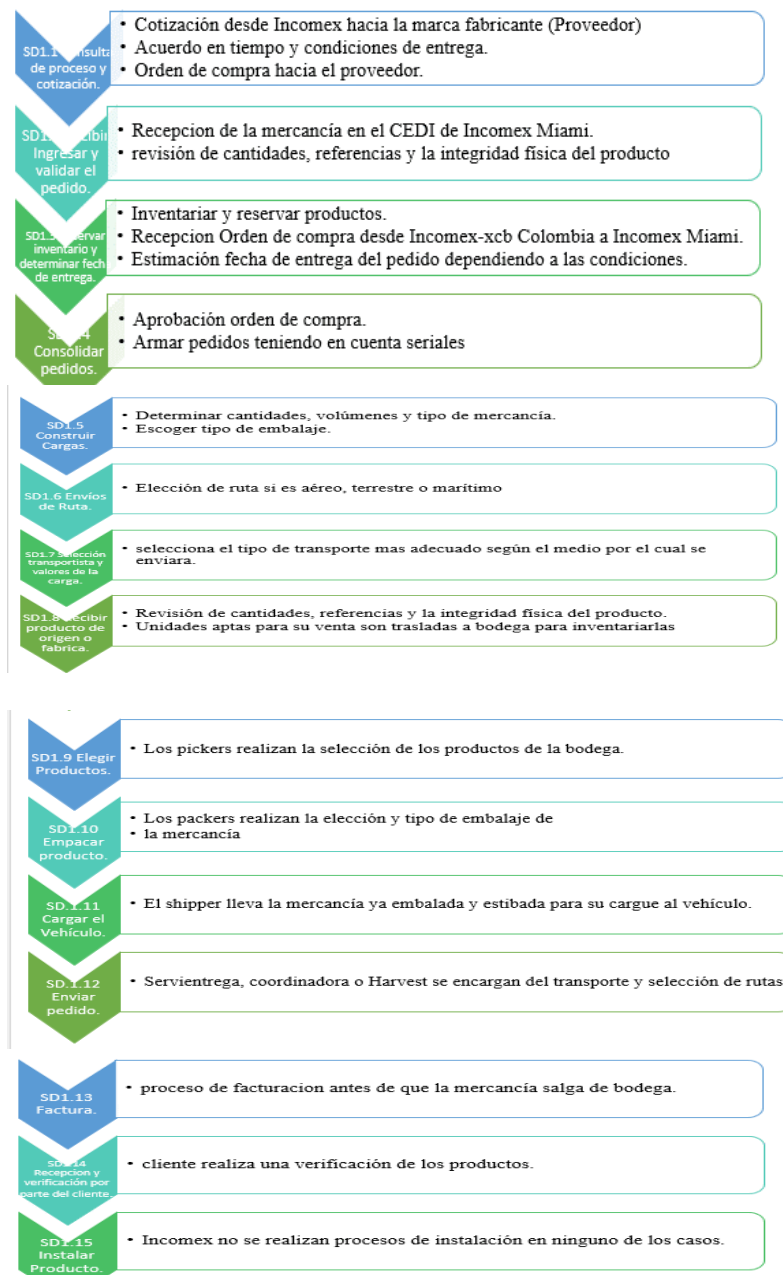 SD1.1 Consulta
de proceso y
cotización.
• Cotización desde Incomex hacia la marca fabricante (Proveedor)
• Acuerdo en tiempo y condiciones de entrega.
• Orden de compra hacia el proveedor.
Ingresar y
validar el
pedido.
• Recepcion de la mercancía en el CEDI de Incomex Miami.
• revisión de cantidades, referencias y la integridad física del producto
inventario y
determinar fech
de entrega.
• Inventariar y reservar productos.
• Recepcion Orden de compra desde Incomex-xcb Colombia a Incomex Miami.
• Estimación fecha de entrega del pedido dependiendo a las condiciones.
Consolidar
pedidos.
• Aprobación orden de compra.
• Armar pedidos teniendo en cuenta seriales
SD1.5
Construir
Cargas.
• Determinar cantidades, volúmenes y tipo de mercancía.
• Escoger tipo de embalaje.
SD1.6 Envíos
de Ruta.
• Elección de ruta si es aéreo, terrestre o marítimo
SD1.7 Selección
transportista y
valores de la
carga.
• selecciona el tipo de transporte mas adecuado según el medio por el cual se
enviara.
SD1.8 Recibir
producto de
origen o
fabrica.
• Revisión de cantidades, referencias y la integridad física del producto.
• Unidades aptas para su venta son trasladas a bodega para inventariarlas
SD1.9 Elegir
Productos.
• Los pickers realizan la selección de los productos de la bodega.
SD1.10
Empacar
producto.
• Los packers realizan la elección y tipo de embalaje de
• la mercancía
SD.1.11
Cargar el
Vehículo.
• El shipper lleva la mercancía ya embalada y estibada para su cargue al vehículo.
SD.1.12
Enviar
pedido.
• Servientrega, coordinadora o Harvest se encargan del transporte y selección de rutas
SD1.13
Factura.
• proceso de facturacion antes de que la mercancía salga de bodega.
SD1.14
Recepcion y
verificación por
parte del cliente.
• cliente realiza una verificación de los productos.
SD1.15
Instalar
Producto.
• Incomex no se realizan procesos de instalación en ninguno de los casos.